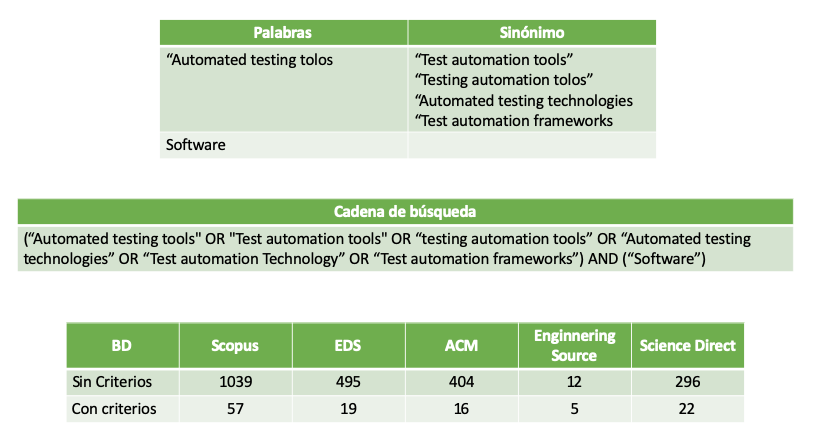 Palabras Sinónimo
“Automated testing tolos “Test automation tools”
“Testing automation tolos”
“Automated testing technologies
“Test automation frameworks
Software
Cadena de búsqueda
(“Automated testing tools" OR "Test automation tools" OR “testing automation tools” OR “Automated testing
technologies” OR “Test automation Technology” OR “Test automation frameworks”) AND (“Software”)
BD Scopus EDS ACM Enginnering Source Science Direct
Sin Criterios 1039 495 404 12 296
Con criterios 57 19 16 5 22